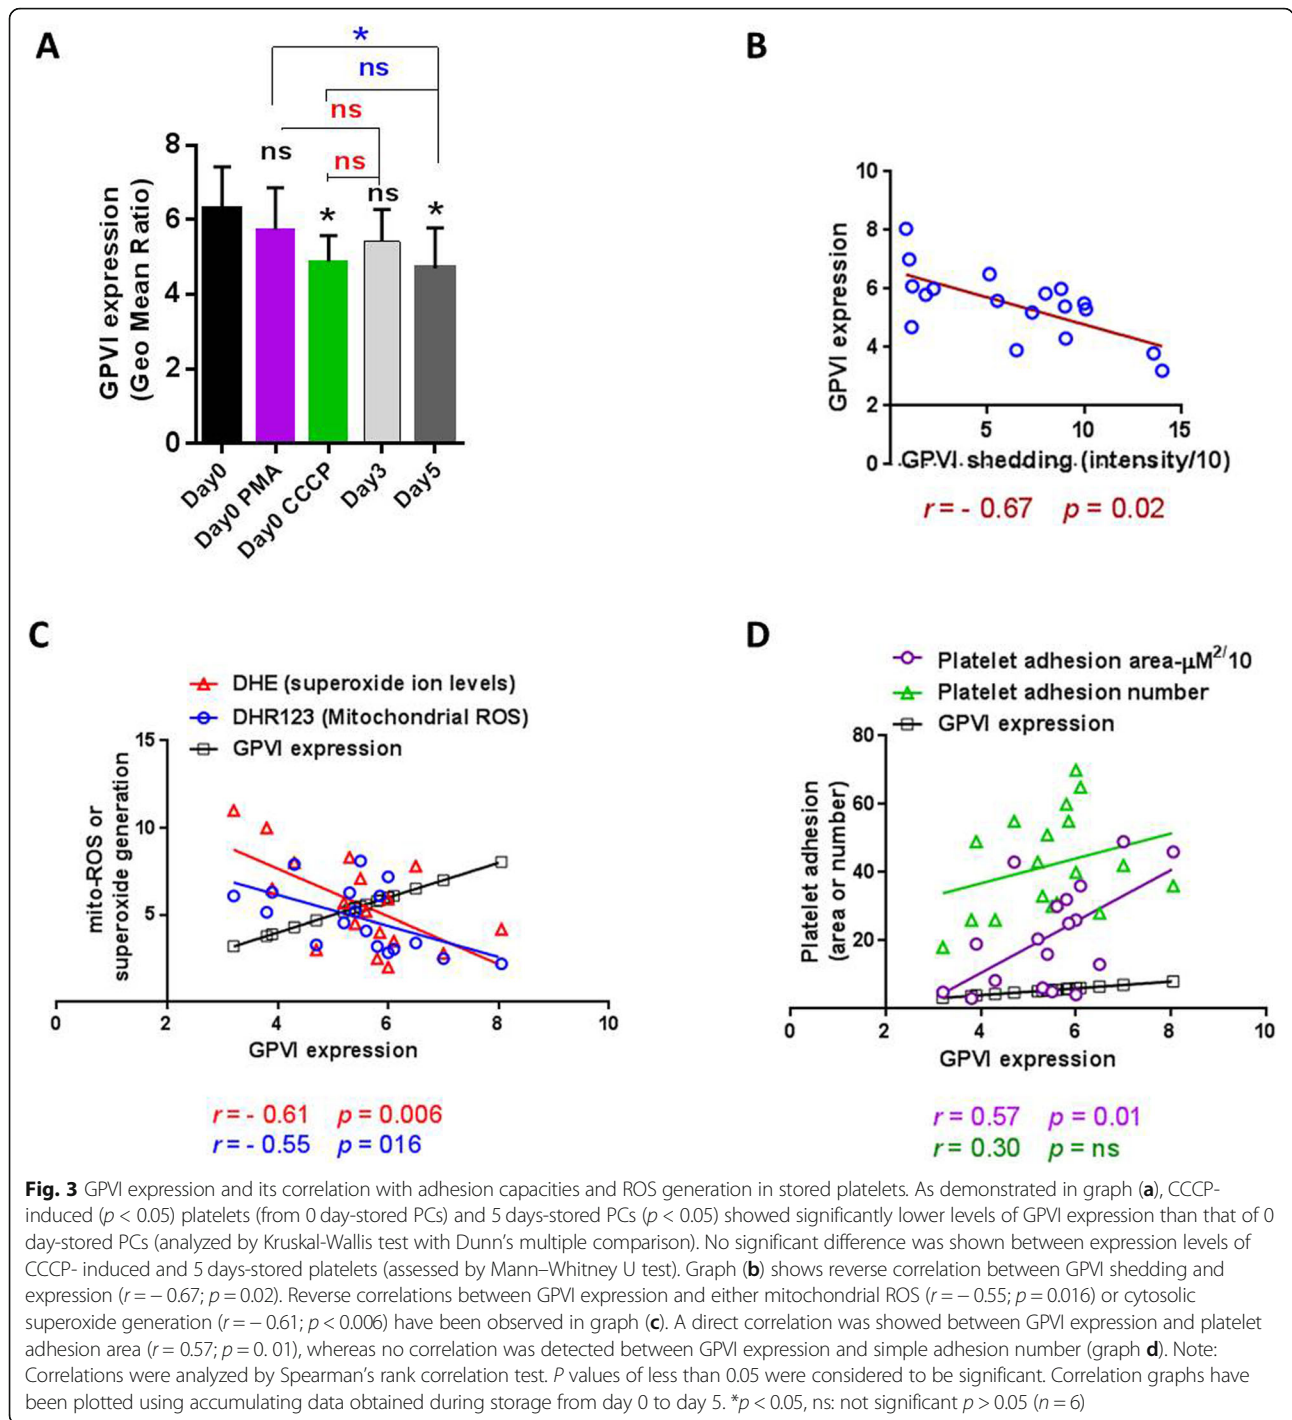 A
*
ns
ns
ns
8
6
4
2
0
ns
*
ns
*
GPVI expression
(Geo Mean Ratio)
Day0
Day0 PMA
Day0 CCCP
Day3
Day5
B
10
8
6
4
2
0
GPVI expression
5
10
15
GPVI shedding (intensity/10)
r = - 0.67 p = 0.02
C
DHE (superoxide ion levels)
DHR123 (Mitochondrial ROS)
GPVI expression
15
10
5
mito-ROS or
superoxide generation
0
2
4
6
8
10
GPVI expression
r = - 0.61 p = 0.006
r = - 0.55 p = 016
D
Platelet adhesion area-µM2/10
Platelet adhesion number
GPVI expression
80
60
40
20
Platelet adhesion
(area or number)
0
2
4
6
8
10
GPVI expression
r = 0.57 p = 0.01
r = 0.30 p = ns
Fig. 3 GPVI expression and its correlation with adhesion capacities and ROS generation in stored platelets. As demonstrated in graph (a), CCCP-
induced (p < 0.05) platelets (from 0 day-stored PCs) and 5 days-stored PCs (p < 0.05) showed significantly lower levels of GPVI expression than that of 0
day-stored PCs (analyzed by Kruskal-Wallis test with Dunn's multiple comparison). No significant difference was shown between expression levels of
CCCP- induced and 5 days-stored platelets (assessed by Mann–Whitney U test). Graph (b) shows reverse correlation between GPVI shedding and
expression (r = − 0.67; p = 0.02). Reverse correlations between GPVI expression and either mitochondrial ROS (r = − 0.55; p = 0.016) or cytosolic
superoxide generation (r = − 0.61; p < 0.006) have been observed in graph (c). A direct correlation was showed between GPVI expression and platelet
adhesion area (r = 0.57; p = 0. 01), whereas no correlation was detected between GPVI expression and simple adhesion number (graph d). Note:
Correlations were analyzed by Spearman's rank correlation test. P values of less than 0.05 were considered to be significant. Correlation graphs have
been plotted using accumulating data obtained during storage from day 0 to day 5. *p < 0.05, ns: not significant p > 0.05 (n = 6)